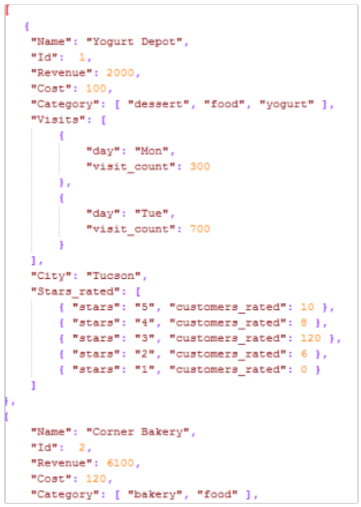 [
{
"Name": "Yogurt Depot",
"Id": 1,
"Revenue": 2000,
"Cost": 100,
"Category": [ "dessert", "food", "yogurt" ],
"Visits": [
{
"day": "Mon",
"visit_count": 300
},
{
"day": "Tue",
"visit_count": 700
}
],
"City": "Tucson",
"Stars_rated": [
{ "stars": "5", "customers_rated": 10 },
{ "stars": "4", "customers_rated": 8 },
{ "stars": "3", "customers_rated": 120 },
{ "stars": "2", "customers_rated": 6 },
{ "stars": "1", "customers_rated": 0 }
]
},
{
"Name": "Corner Bakery",
"Id": 2,
"Revenue": 6100,
"Cost": 120,
"Category": [ "bakery", "food" ],